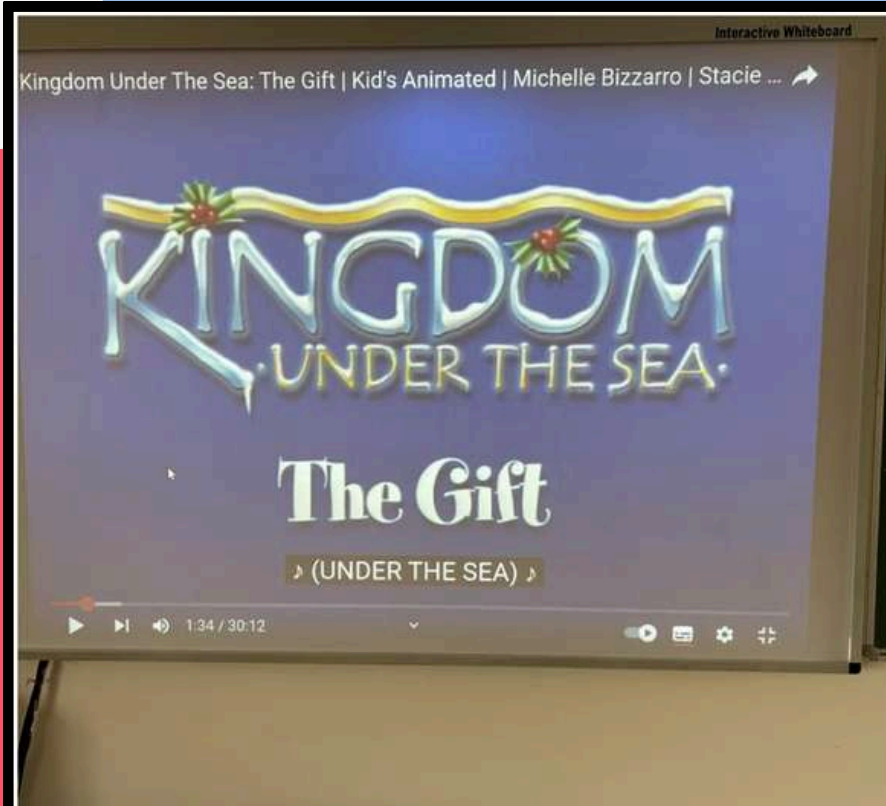 Interactive Whiteboard
Kingdom Under The Sea: The Gift | Kid's Animated | Michelle Bizzarro | Stacie ...
KINGDOM
·UNDER THE SEA·
The Gift
♪ (UNDER THE SEA) ♪
1:34 / 30:12